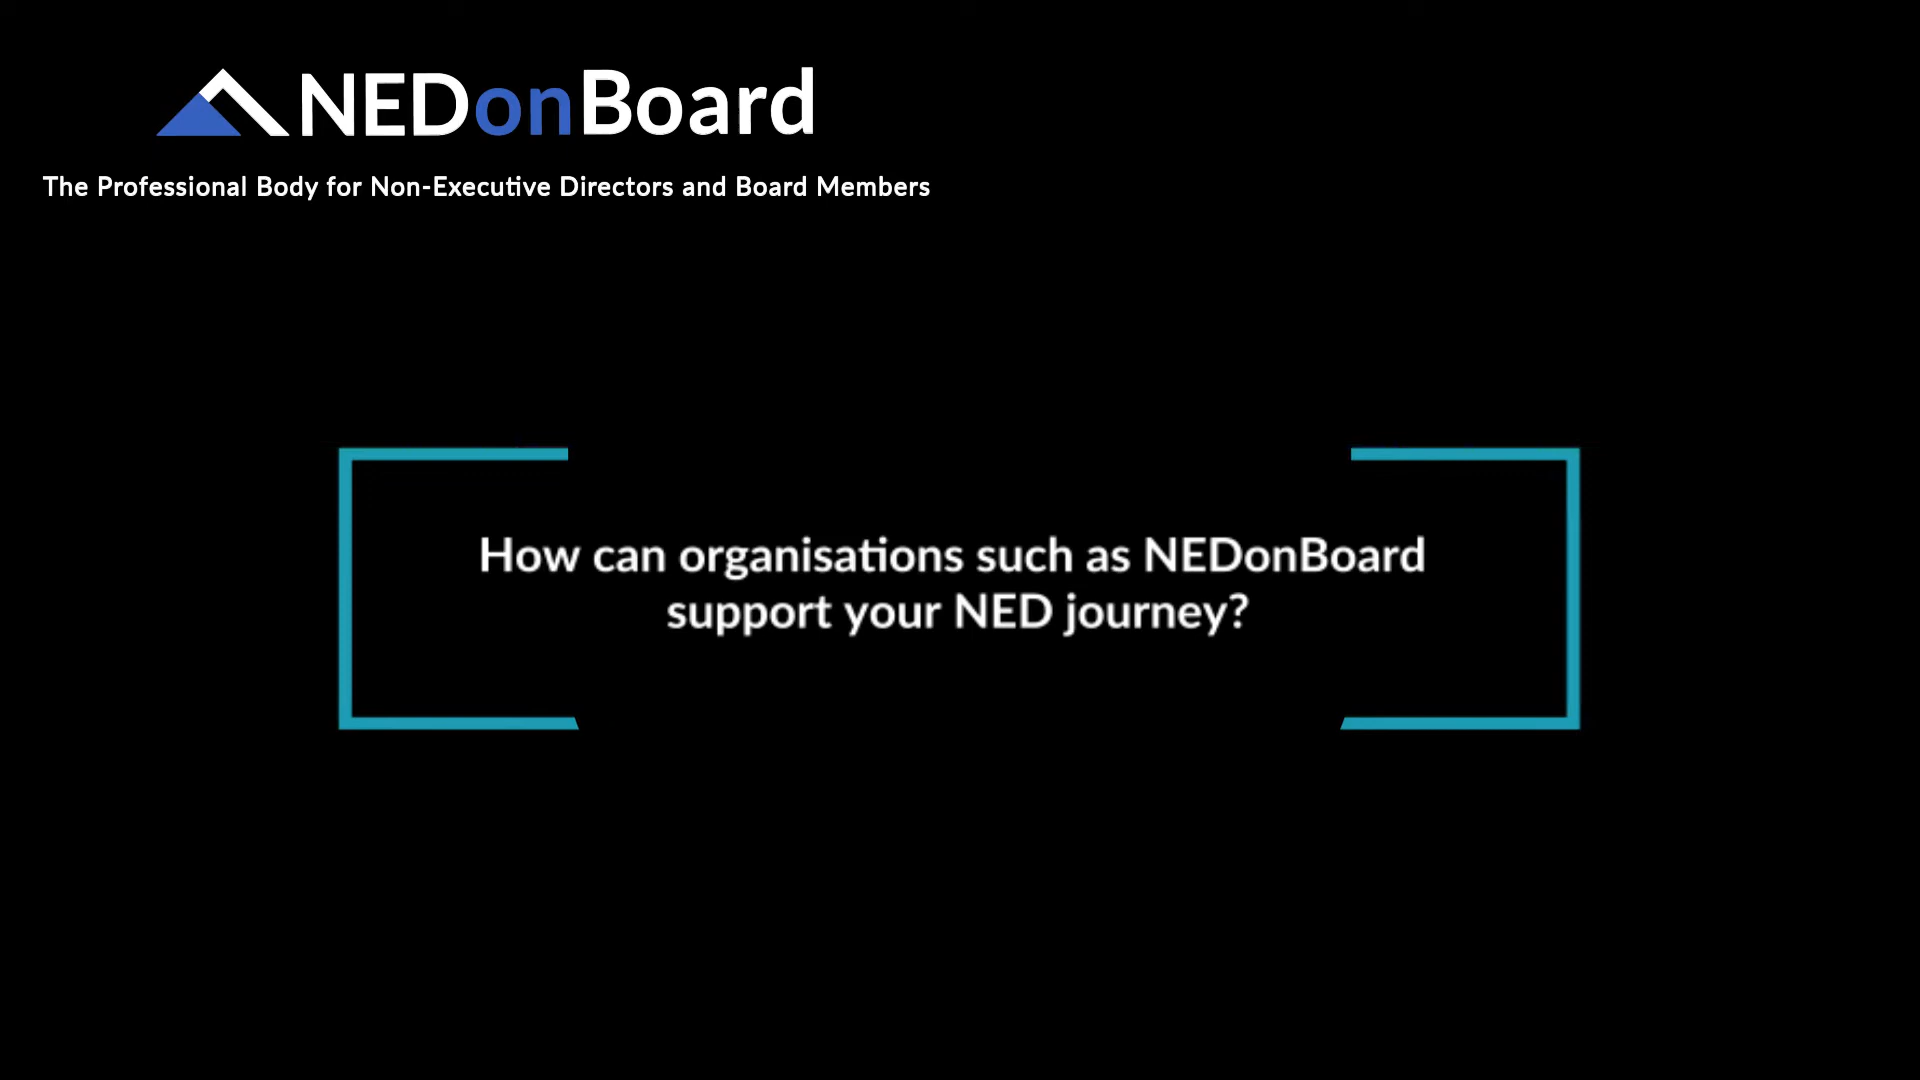 NEDonBoard
The Professional Body for Non-Executive Directors and Board Members
How can organisations such as NEDonBoard
support your NED journey?